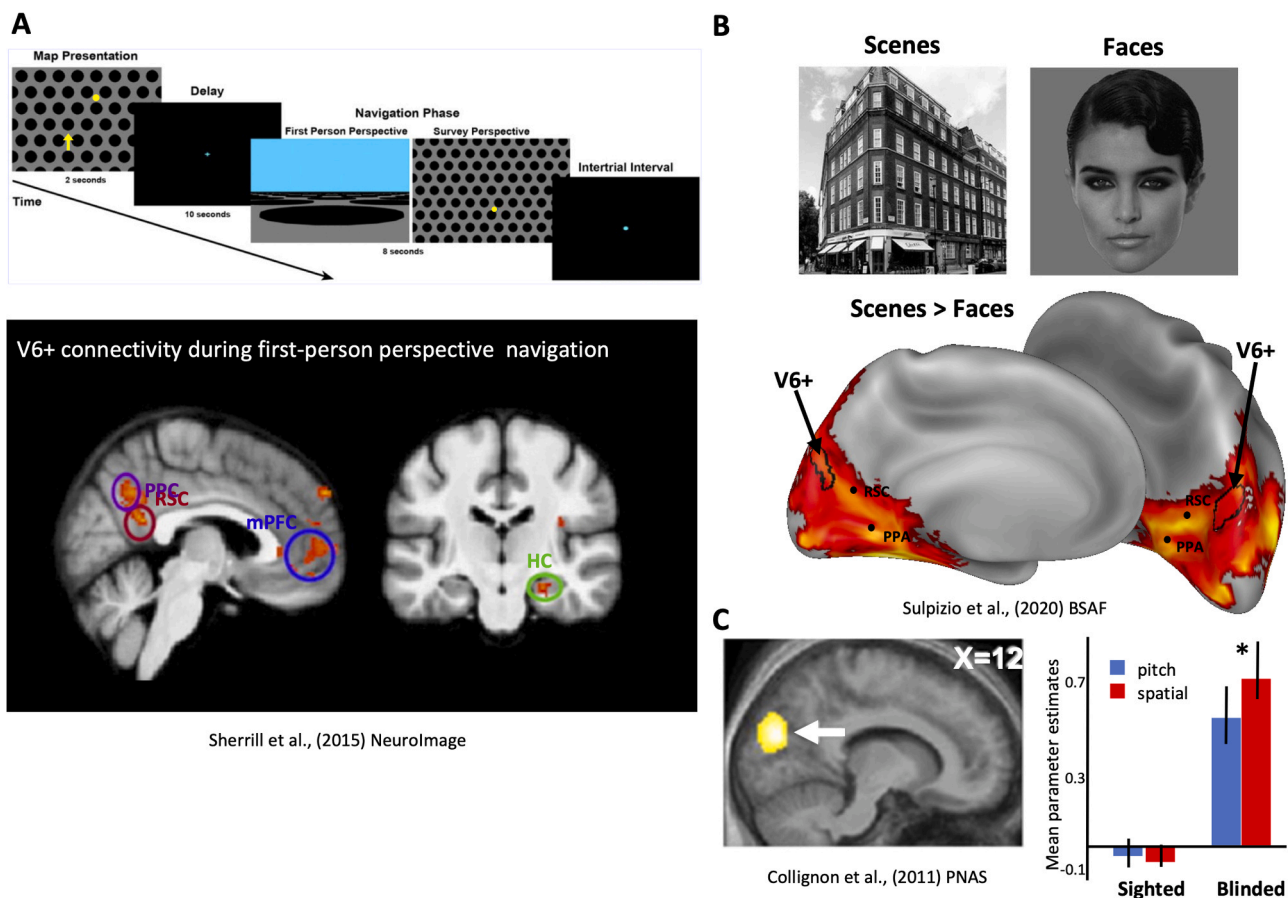 A
Map Presentation
Delay
Navigation Phase
First Person Perspective
Survey Perspective
Intertrial Interval
2 seconds
Time
10 seconds
8 seconds
V6+ connectivity during first-person perspective navigation
PPC
RSC
mPFC
HC
Sherrill et al., (2015) NeuroImage
B
Scenes
Faces
Scenes > Faces
V6+
V6+
RSC
PPA
RSC
PPA
Sulpizio et al., (2020) BSAF
C
X=12
Collignon et al., (2011) PNAS
Mean parameter estimates
0.7
0.3
-0.1
pitch
spatial
*
Sighted
Blinded